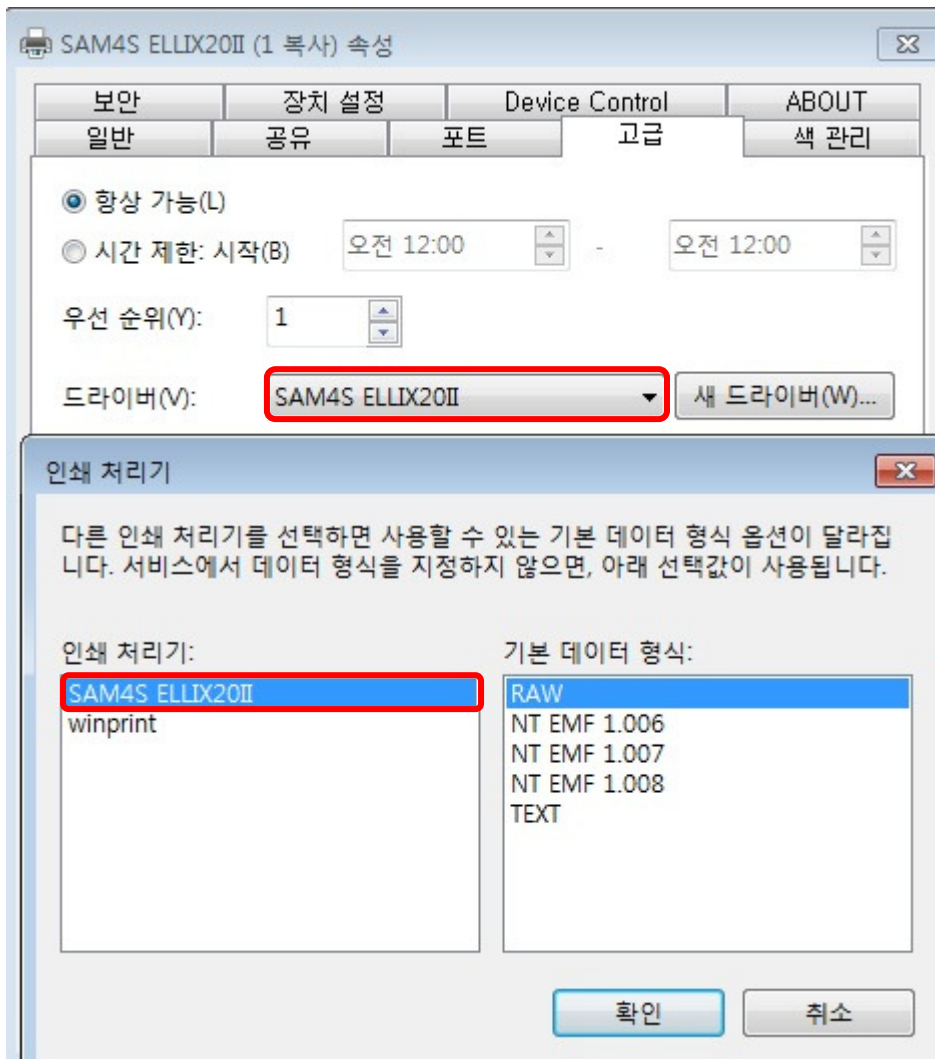 SAM4S ELLIX20Ⅱ (1 복사) 속성
보안 장치 설정 Device Control ABOUT
일반 공유 포트 고급 색 관리
항상 가능(L)
시간 제한: 시작(B) 오전 12:00 - 오전 12:00
우선 순위(Y): 1
드라이버(V): SAM4S ELLIX20Ⅱ 새 드라이버(W)...
인쇄 처리기
다른 인쇄 처리기를 선택하면 사용할 수 있는 기본 데이터 형식 옵션이 달라집
니다. 서비스에서 데이터 형식을 지정하지 않으면, 아래 선택값이 사용됩니다.
인쇄 처리기: 기본 데이터 형식:
SAM4S ELLIX20Ⅱ RAW
winprint NT EMF 1.006
NT EMF 1.007
NT EMF 1.008
TEXT
확인 취소